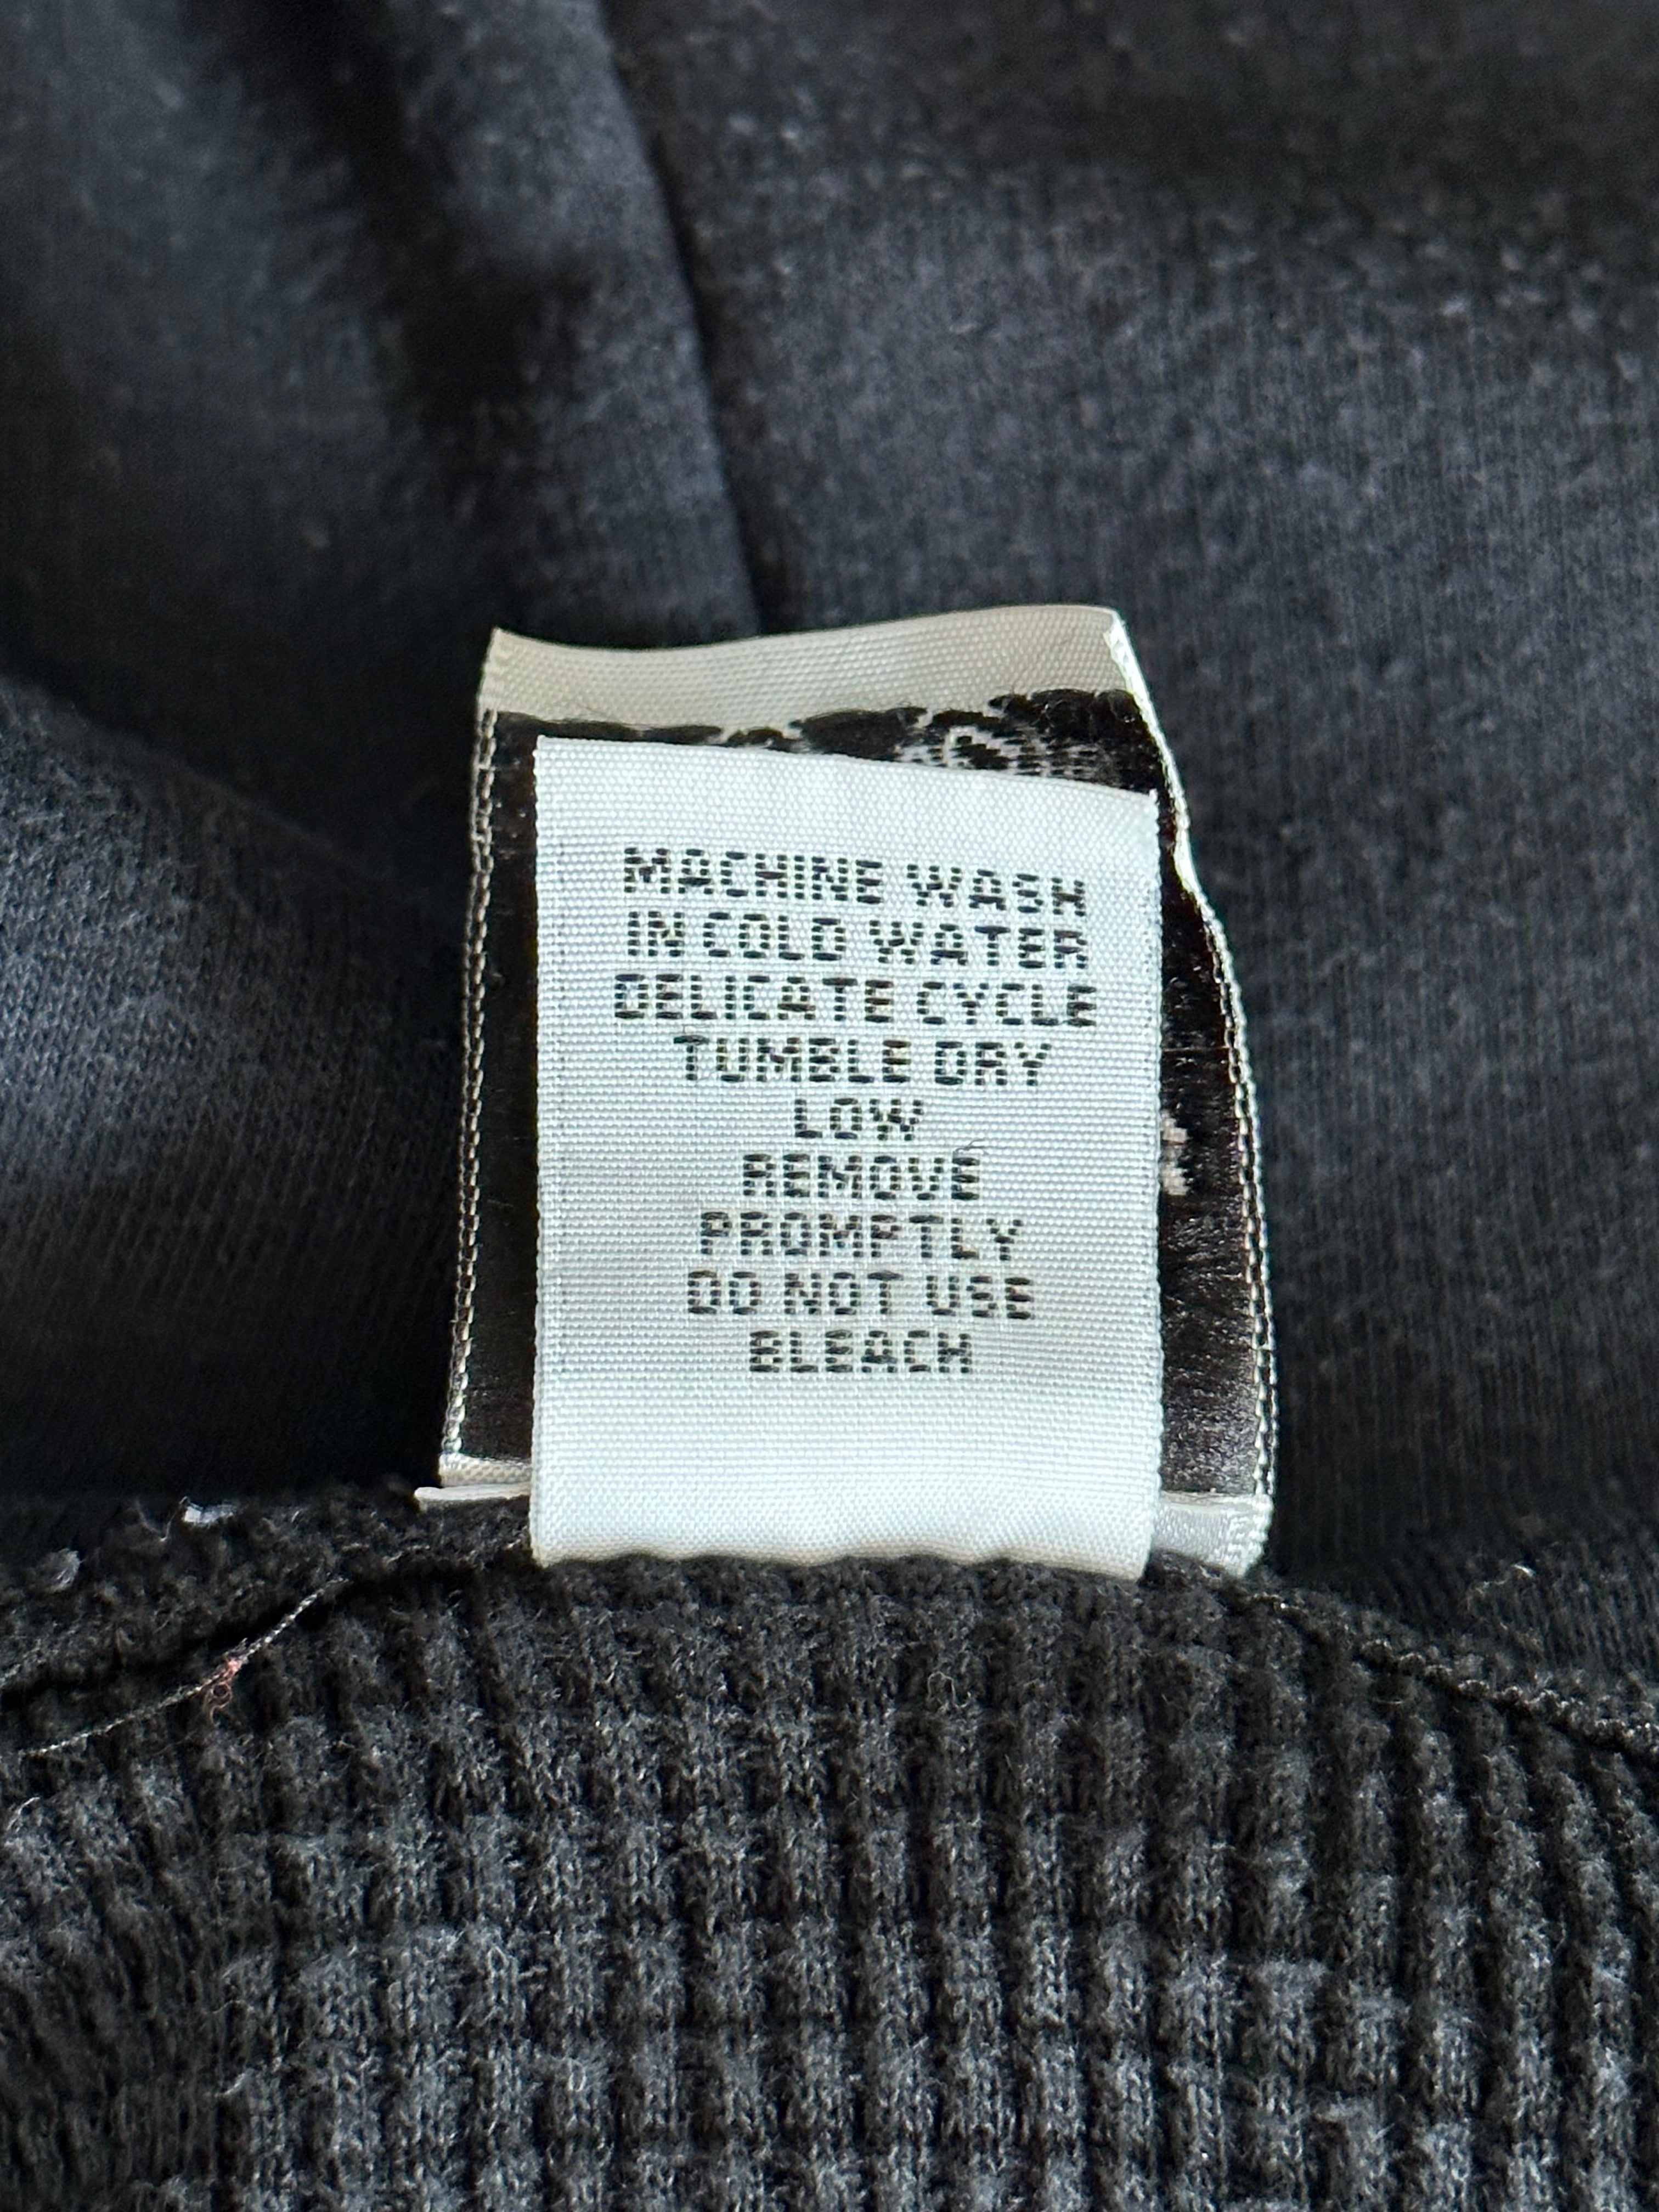 MACHINE WASH
IN COLD WATER
DELICATE CYCLE
TUMBLE DRY
LOW
REMOVE
PROMPTLY
DO NOT USE
BLEACH